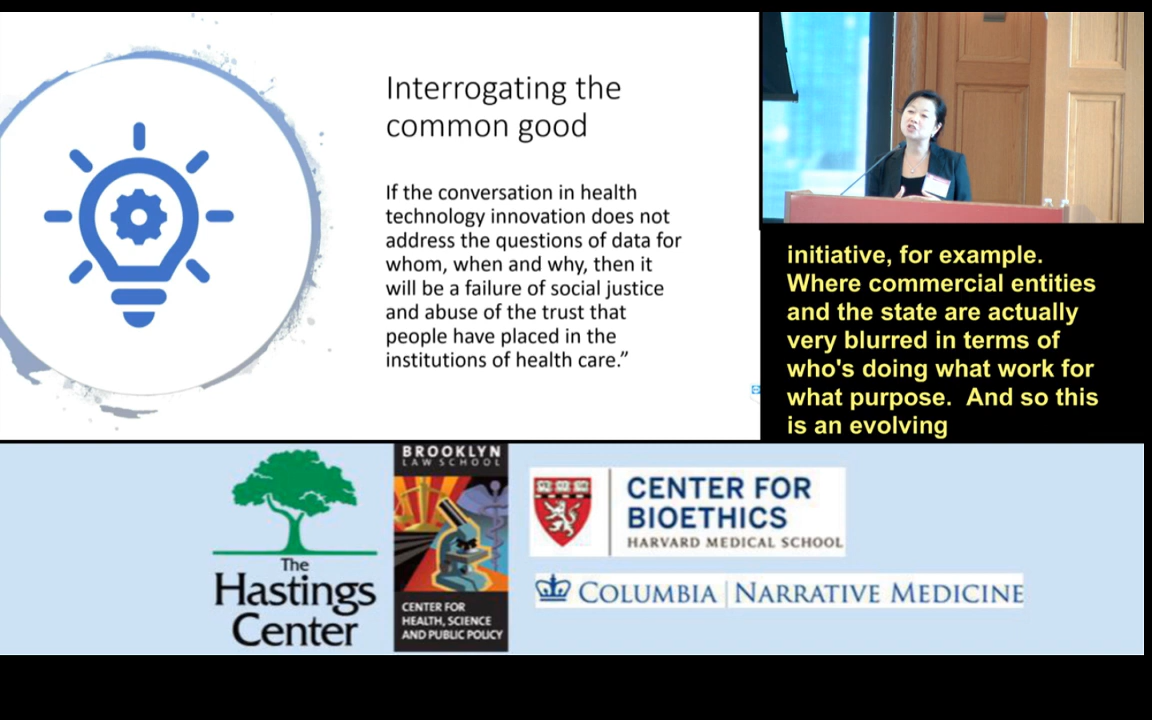 Interrogating the
common good
If the conversation in health
technology innovation does not
address the questions of data for
whom, when and why, then it
will be a failure of social justice
and abuse of the trust that
people have placed in the
institutions of health care.”
initiative, for example.
Where commercial entities
and the state are actually
very blurred in terms of
who's doing what work for
what purpose.  And so this
is an evolving
The
Hastings
Center
BROOKLYN
LAW SCHOOL
CENTER FOR
HEALTH, SCIENCE
AND PUBLIC POLICY
CENTER FOR
BIOETHICS
HARVARD MEDICAL SCHOOL
COLUMBIA | NARRATIVE MEDICINE